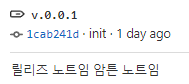 v.0.0.1
1cab241d · init · 1 day ago
릴리즈 노트임 암튼 노트임